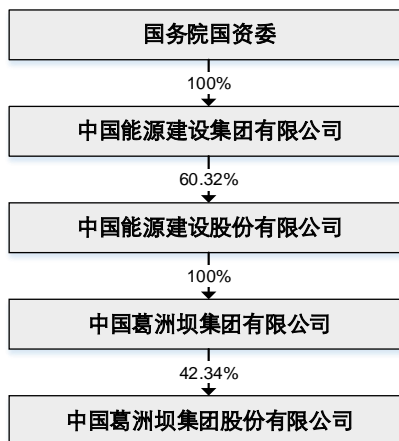 国务院国资委
100%
中国能源建设集团有限公司
60.32%
中国能源建设股份有限公司
100%
中国葛洲坝集团有限公司
42.34%
中国葛洲坝集团股份有限公司